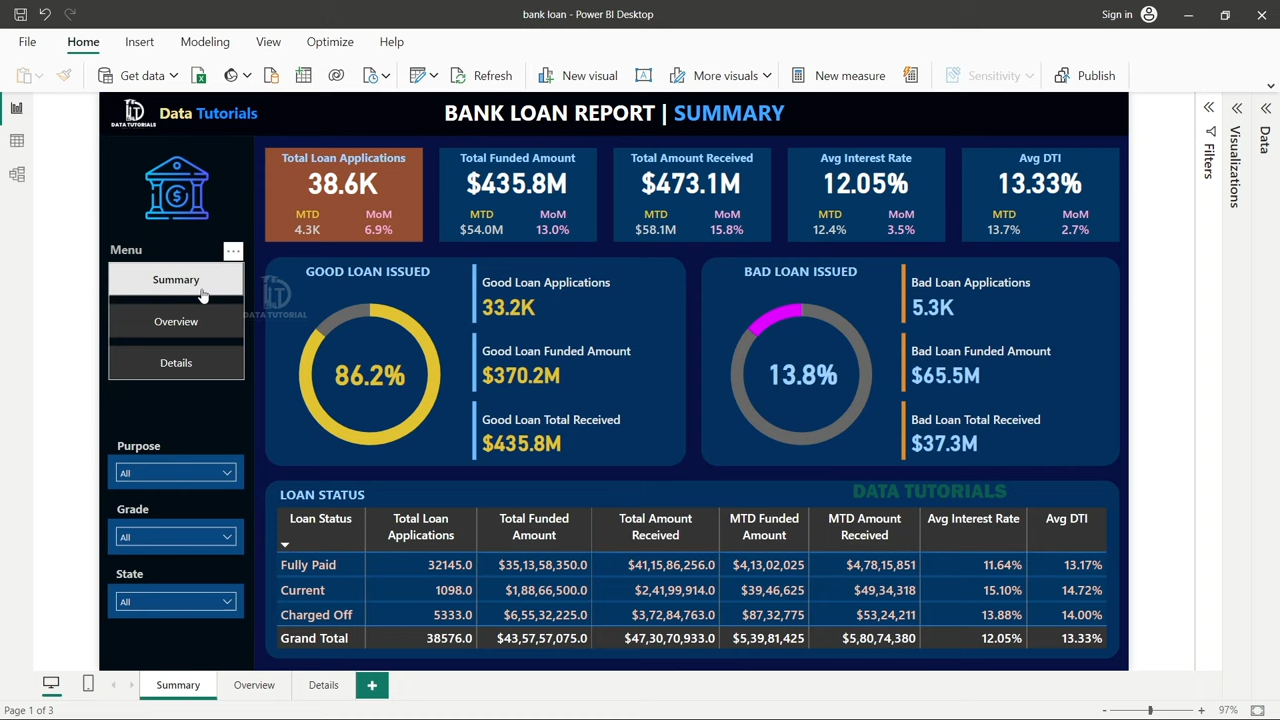 bank loan - Power BI Desktop
Sign in
File
Home
Insert
Modeling
View
Optimize
Help
Get data
Refresh
New visual
More visuals
New measure
Sensitivity
Publish
DATA TUTORIALS
Data Tutorials
BANK LOAN REPORT | SUMMARY
Filters
Visualizations
Data
Total Loan Applications
38.6K
MTD MoM
4.3K 6.9%
Total Funded Amount
$435.8M
MTD MoM
$54.0M 13.0%
Total Amount Received
$473.1M
MTD MoM
$58.1M 15.8%
Avg Interest Rate
12.05%
MTD MoM
12.4% 3.5%
Avg DTI
13.33%
MTD MoM
13.7% 2.7%
Menu
Summary
Overview
Details
Purpose
All
Grade
All
State
All
DATA TUTORIAL
GOOD LOAN ISSUED
86.2%
Good Loan Applications
33.2K
Good Loan Funded Amount
$370.2M
Good Loan Total Received
$435.8M
BAD LOAN ISSUED
13.8%
Bad Loan Applications
5.3K
Bad Loan Funded Amount
$65.5M
Bad Loan Total Received
$37.3M
LOAN STATUS
DATA TUTORIALS
Loan Status Total Loan Applications Total Funded Amount Total Amount Received MTD Funded Amount MTD Amount Received Avg Interest Rate Avg DTI
Fully Paid 32145.0 $35,13,58,350.0 $41,15,86,256.0 $4,13,02,025 $4,78,15,851 11.64% 13.17%
Current 1098.0 $1,88,66,500.0 $2,41,99,914.0 $39,46,625 $49,34,318 15.10% 14.72%
Charged Off 5333.0 $6,55,32,225.0 $3,72,84,763.0 $87,32,775 $53,24,211 13.88% 14.00%
Grand Total 38576.0 $43,57,57,075.0 $47,30,70,933.0 $5,39,81,425 $5,80,74,380 12.05% 13.33%
Summary
Overview
Details
Page 1 of 3
97%